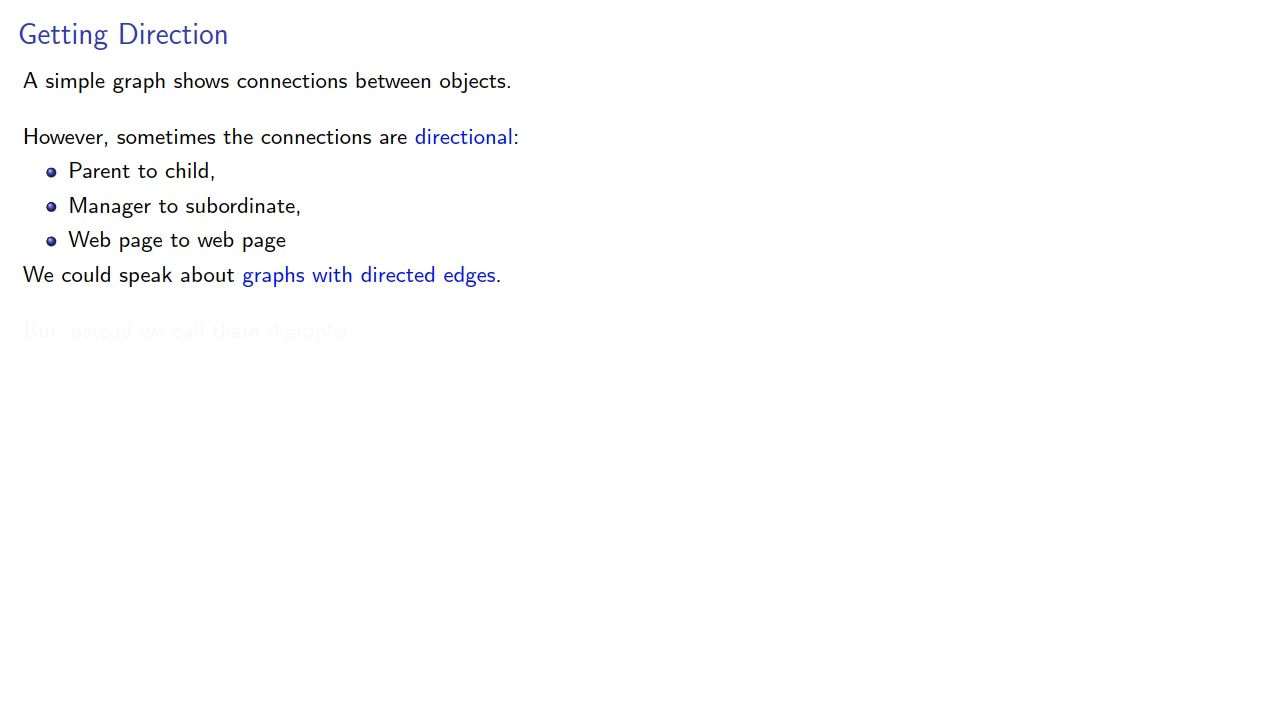 Getting Direction
A simple graph shows connections between objects.
However, sometimes the connections are directional:
Parent to child,
Manager to subordinate,
Web page to web page
We could speak about graphs with directed edges.
But instead we call them digraphs.